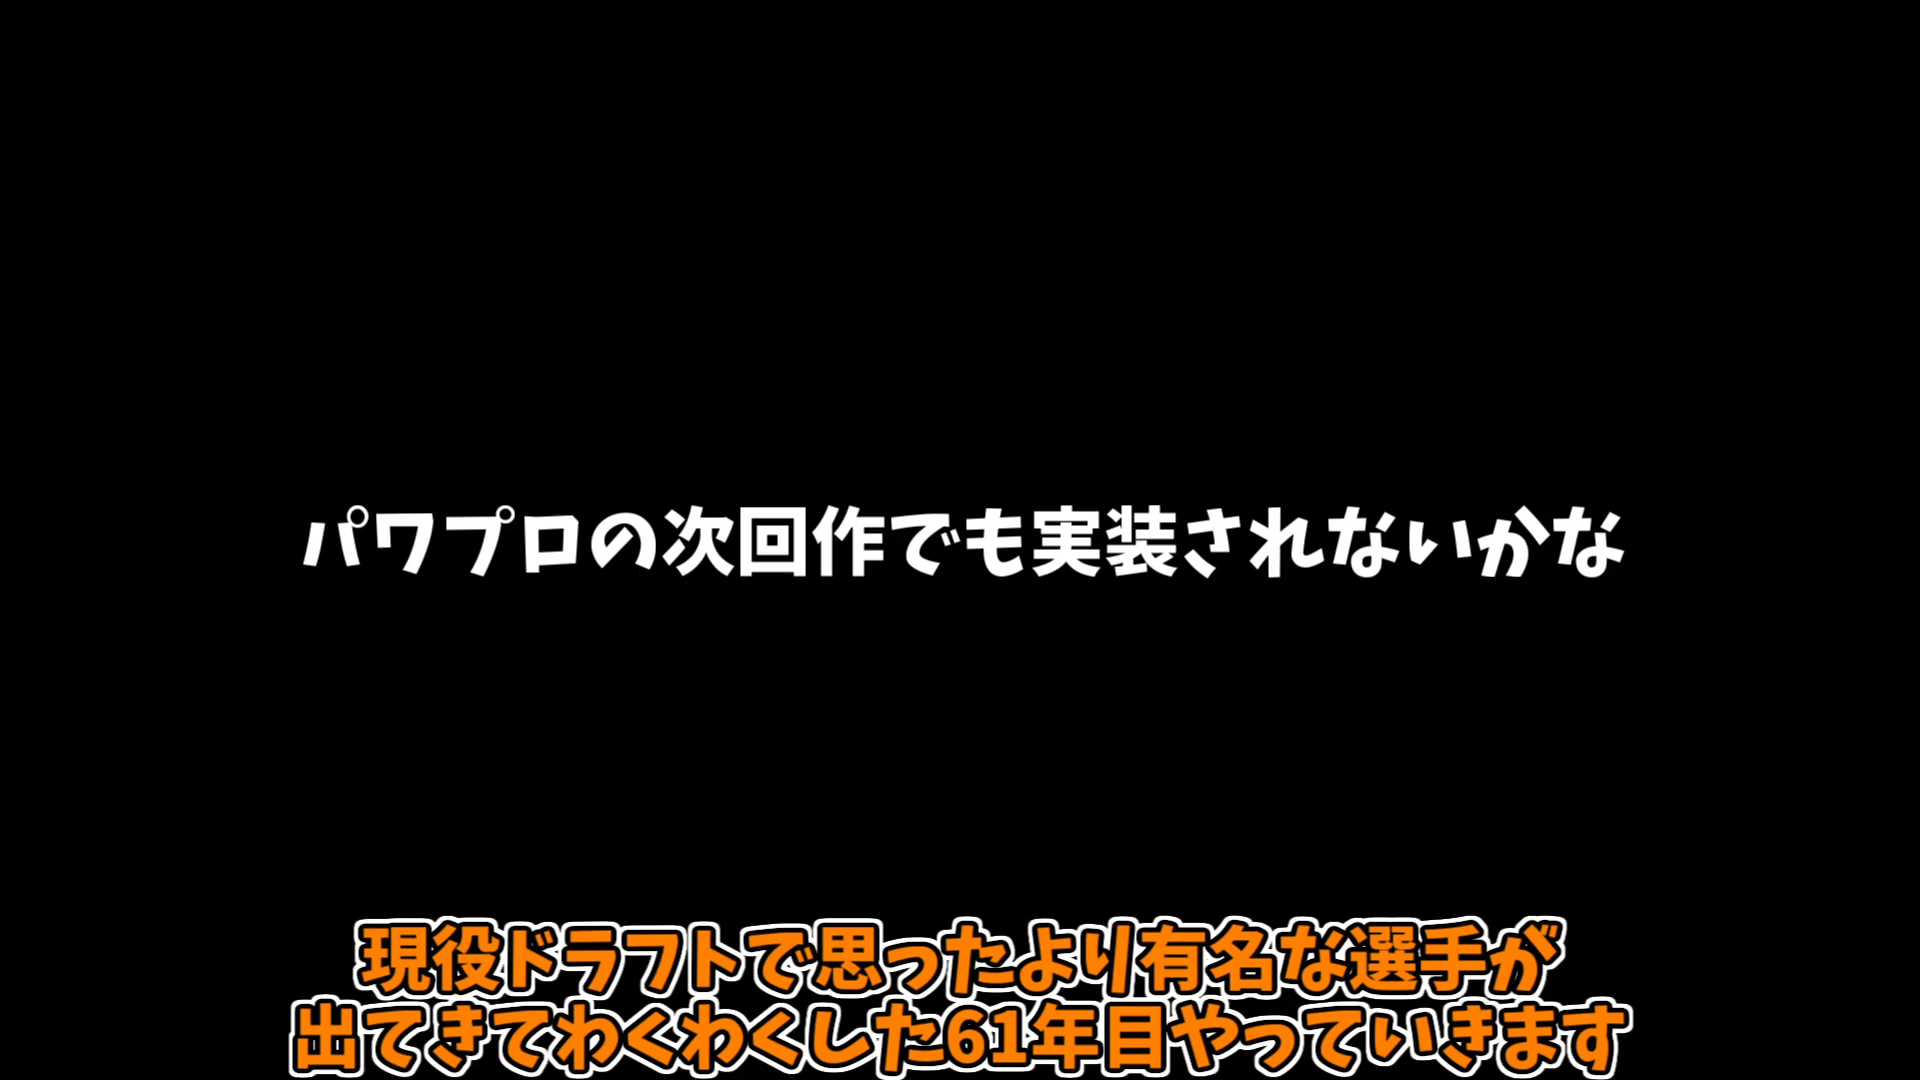 パワプロの次回作でも実装されないかな
現役ドラフトで思ったより有名な選手が
出てきてわくわくした61年目やっていきます